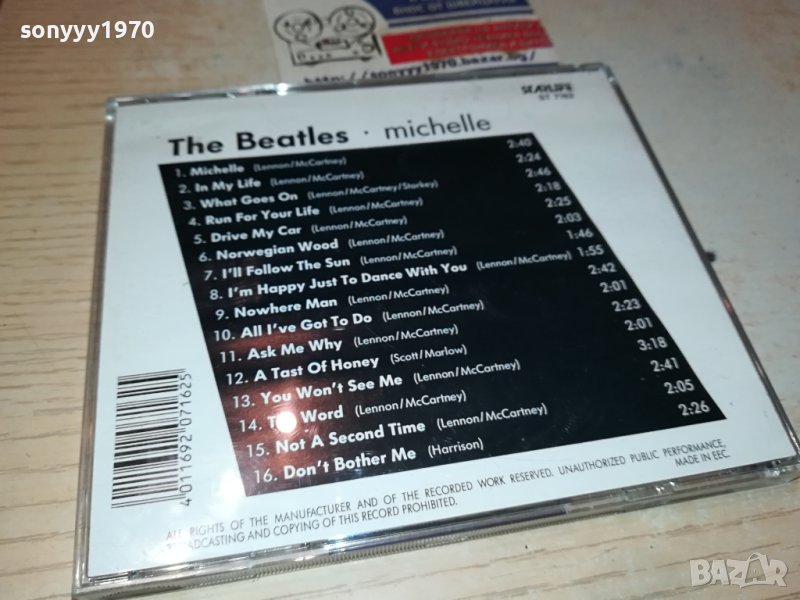 sonyyy1970
http://sonyyy1970.bazar.bg/
STARLIFE
ST 7162
The Beatles · michelle
1. Michelle (Lennon/McCartney) 2:40
2. In My Life (Lennon/McCartney) 2:24
3. What Goes On (Lennon/McCartney/Starkey) 2:46
4. Run For Your Life (Lennon/McCartney) 2:18
5. Drive My Car (Lennon/McCartney) 2:25
6. Norwegian Wood (Lennon/McCartney) 2:03
7. I'll Follow The Sun (Lennon/McCartney) 1:46
8. I'm Happy Just To Dance With You (Lennon/McCartney) 1:55
9. Nowhere Man (Lennon/McCartney) 2:42
10. All I've Got To Do (Lennon/McCartney) 2:01
11. Ask Me Why (Lennon/McCartney) 2:23
12. A Tast Of Honey (Scott/Marlow) 2:01
13. You Won't See Me (Lennon/McCartney) 3:18
14. The Word (Lennon/McCartney) 2:41
15. Not A Second Time (Lennon/McCartney) 2:05
16. Don't Bother Me (Harrison) 2:26
4 011692 071625
ALL RIGHTS OF THE MANUFACTURER AND OF THE RECORDED WORK RESERVED. UNAUTHORIZED PUBLIC PERFORMANCE,
BROADCASTING AND COPYING OF THIS RECORD PROHIBITED. MADE IN EEC.
BAZAR